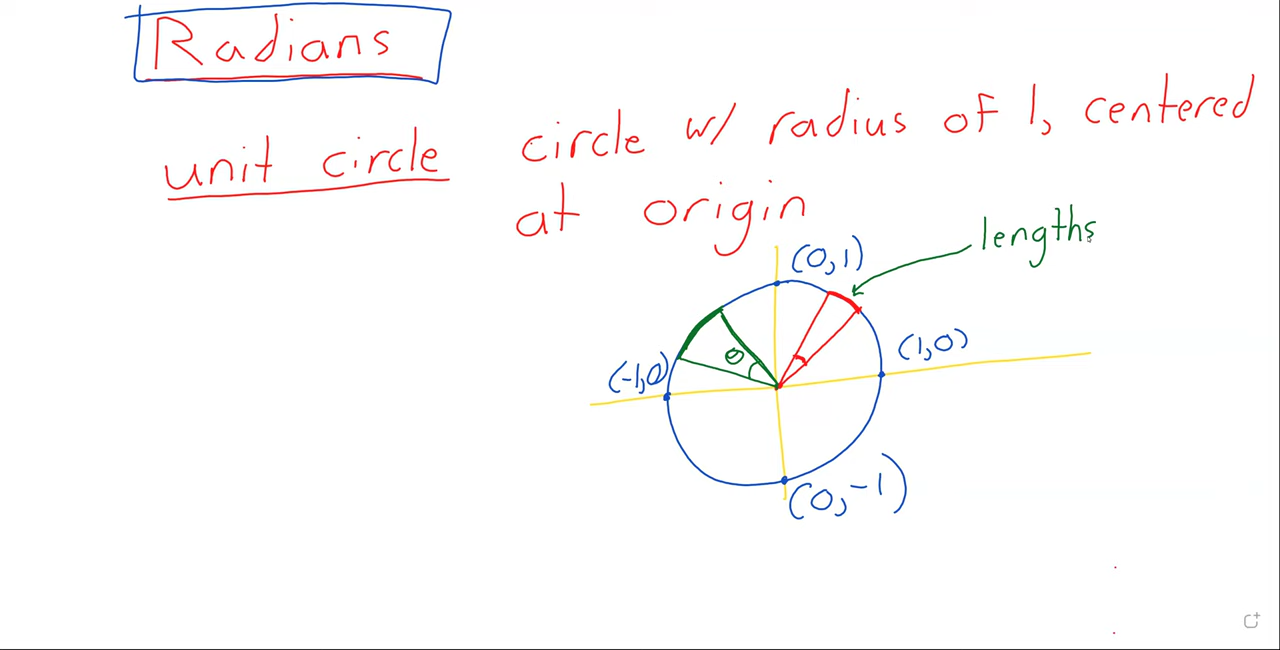 Radians
unit circle
circle w/ radius of 1, centered
at origin
lengths
(0,1)
(1,0)
(-1,0)
θ
(0,-1)